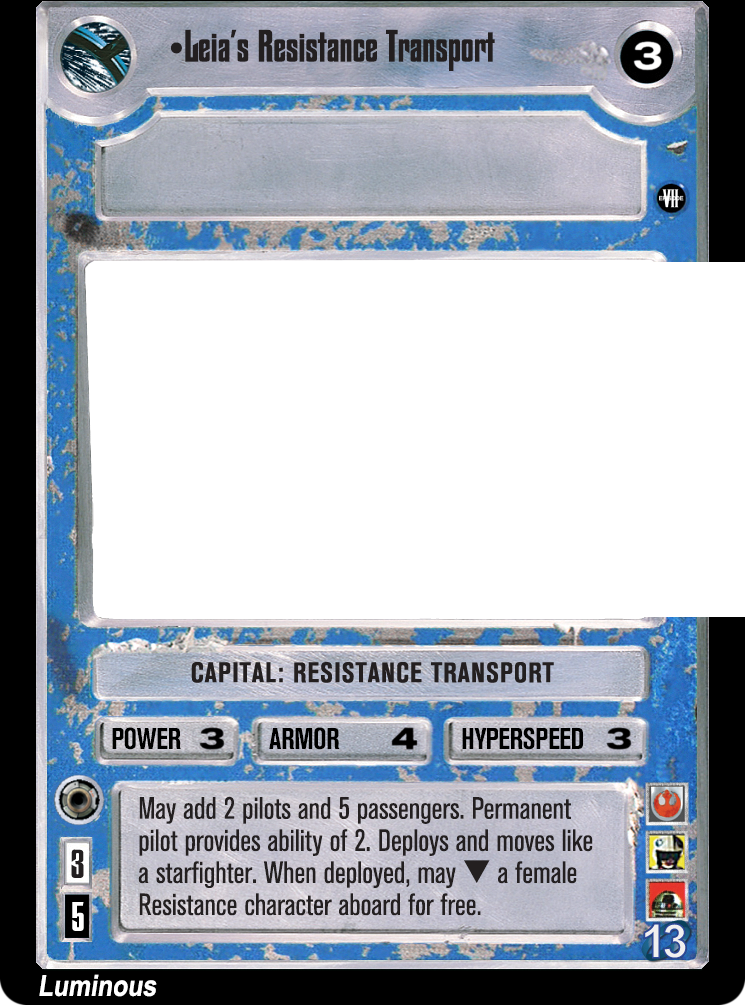 •Leia's Resistance Transport
3
EPISODE VII
CAPITAL: RESISTANCE TRANSPORT
POWER 3 ARMOR 4 HYPERSPEED 3
May add 2 pilots and 5 passengers. Permanent
pilot provides ability of 2. Deploys and moves like
a starfighter. When deployed, may ▼ a female
Resistance character aboard for free.
3
5
13
Luminous